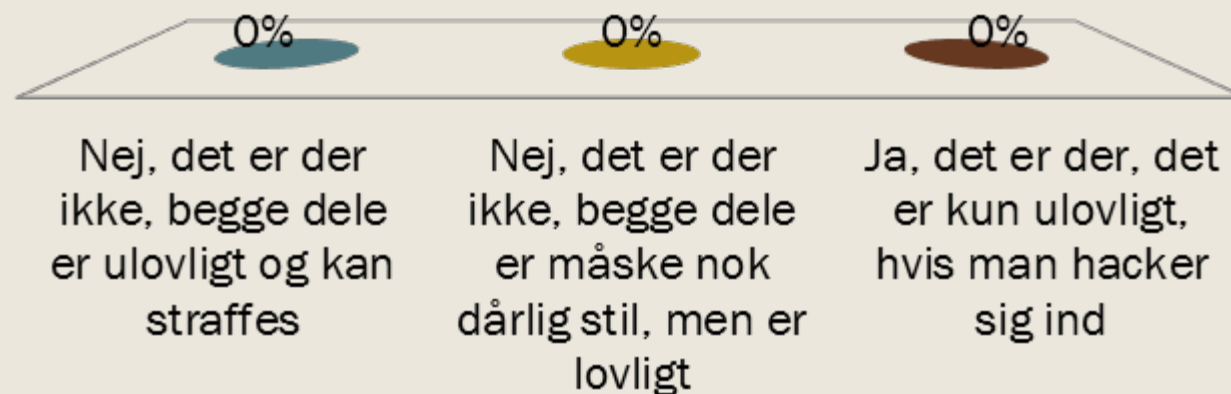 0% 0% 0%
Nej, det er der
ikke, begge dele
er ulovligt og kan
straffes
Nej, det er der
ikke, begge dele
er måske nok
dårlig stil, men er
lovligt
Ja, det er der, det
er kun ulovligt,
hvis man hacker
sig ind